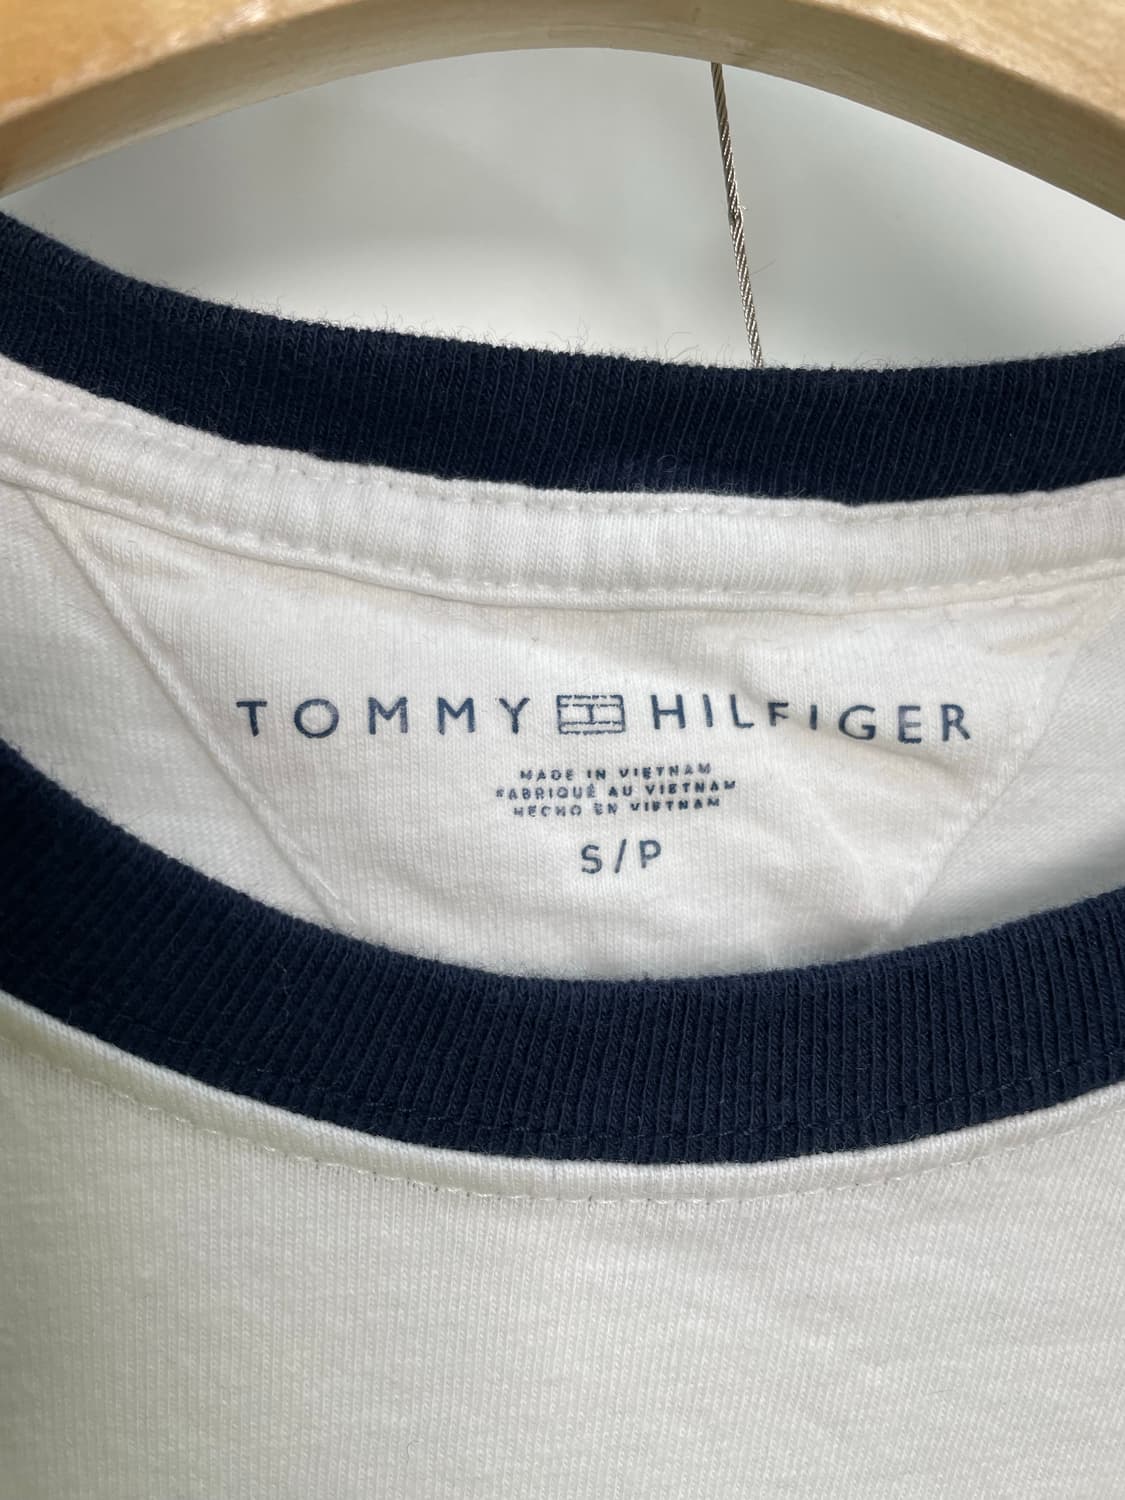 TOMMY HILFIGER
MADE IN VIETNAM
FABRIQUÉ AU VIETNAM
HECHO EN VIETNAM
S/P